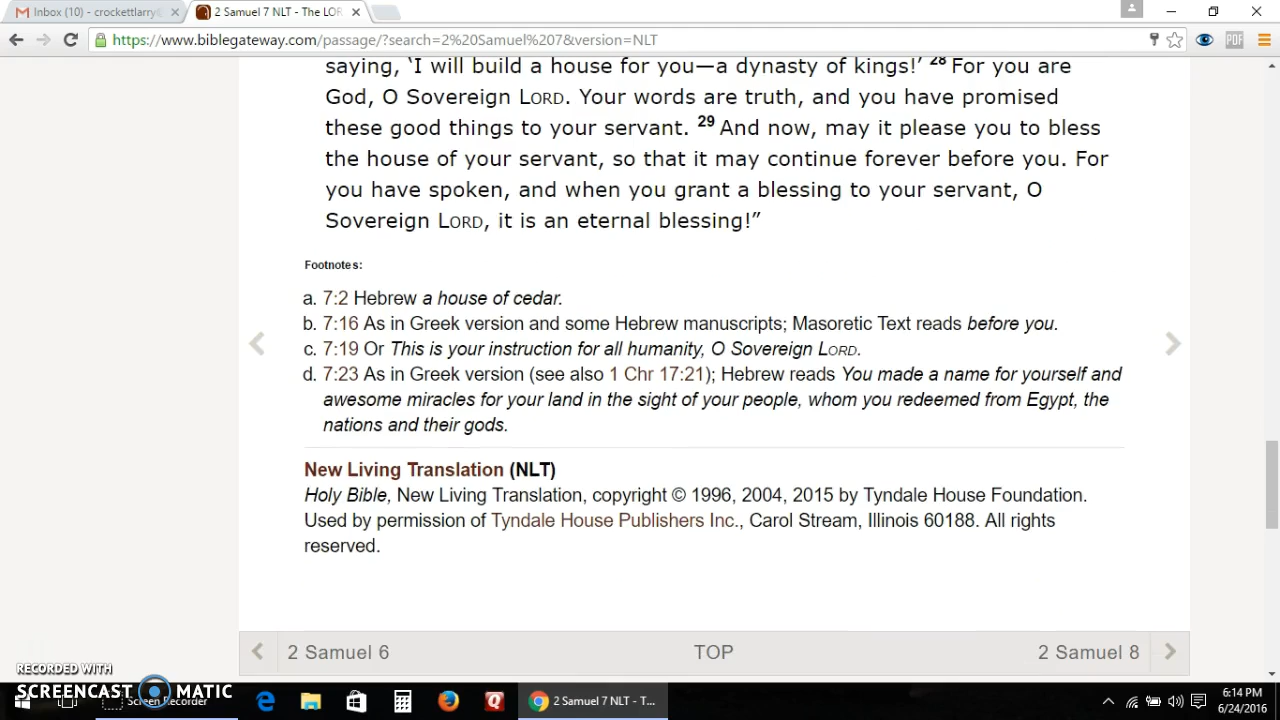 Inbox (10) - crockettlarry
2 Samuel 7 NLT - The LOR
https://www.biblegateway.com/passage/?search=2%20Samuel%207&version=NLT
PDF
saying, ‘I will build a house for you—a dynasty of kings!’ 28 For you are
God, O Sovereign LORD. Your words are truth, and you have promised
these good things to your servant. 29 And now, may it please you to bless
the house of your servant, so that it may continue forever before you. For
you have spoken, and when you grant a blessing to your servant, O
Sovereign LORD, it is an eternal blessing!”
Footnotes:
a. 7:2 Hebrew a house of cedar.
b. 7:16 As in Greek version and some Hebrew manuscripts; Masoretic Text reads before you.
c. 7:19 Or This is your instruction for all humanity, O Sovereign LORD.
d. 7:23 As in Greek version (see also 1 Chr 17:21); Hebrew reads You made a name for yourself and
awesome miracles for your land in the sight of your people, whom you redeemed from Egypt, the
nations and their gods.
New Living Translation (NLT)
Holy Bible, New Living Translation, copyright © 1996, 2004, 2015 by Tyndale House Foundation.
Used by permission of Tyndale House Publishers Inc., Carol Stream, Illinois 60188. All rights
reserved.
2 Samuel 6
TOP
2 Samuel 8
RECORDED WITH
SCREENCAST MATIC
Screen Recorder
2 Samuel 7 NLT - T...
6:14 PM
6/24/2016